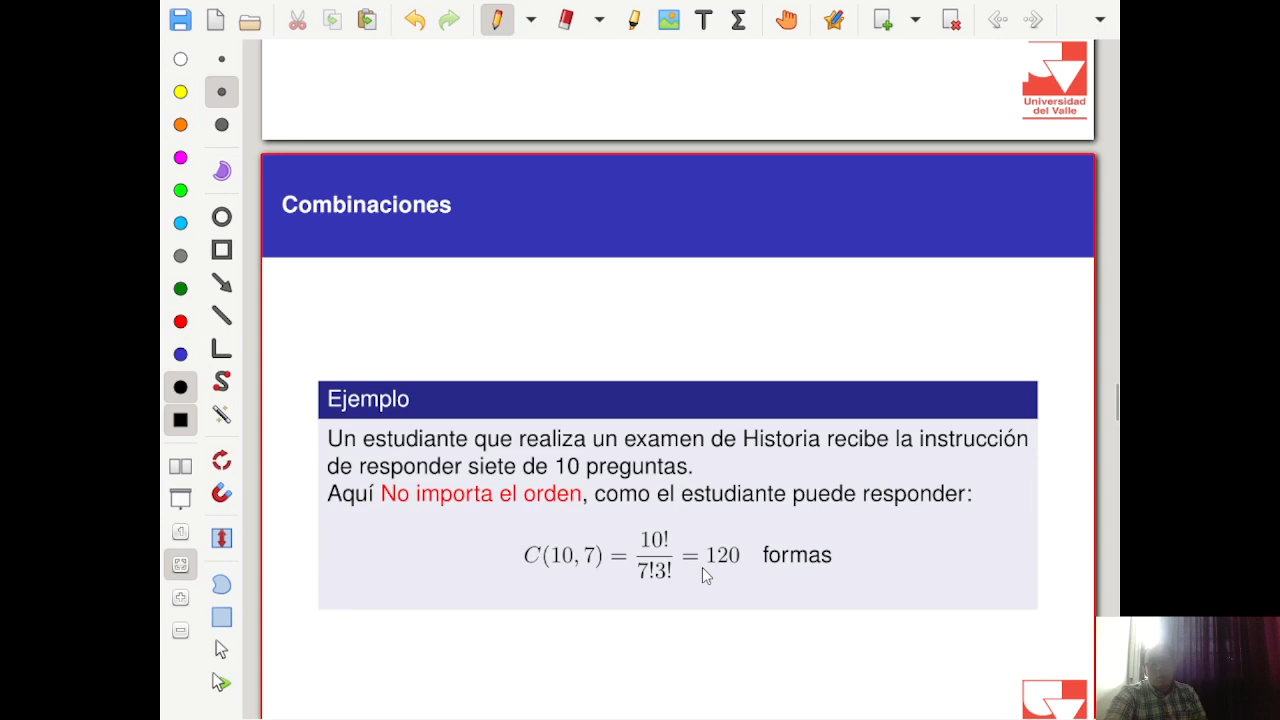 Universidad
del Valle
Combinaciones
Ejemplo
Un estudiante que realiza un examen de Historia recibe la instrucción
de responder siete de 10 preguntas.
Aquí No importa el orden, como el estudiante puede responder:
C(10, 7) = 10!/7!3! = 120 formas